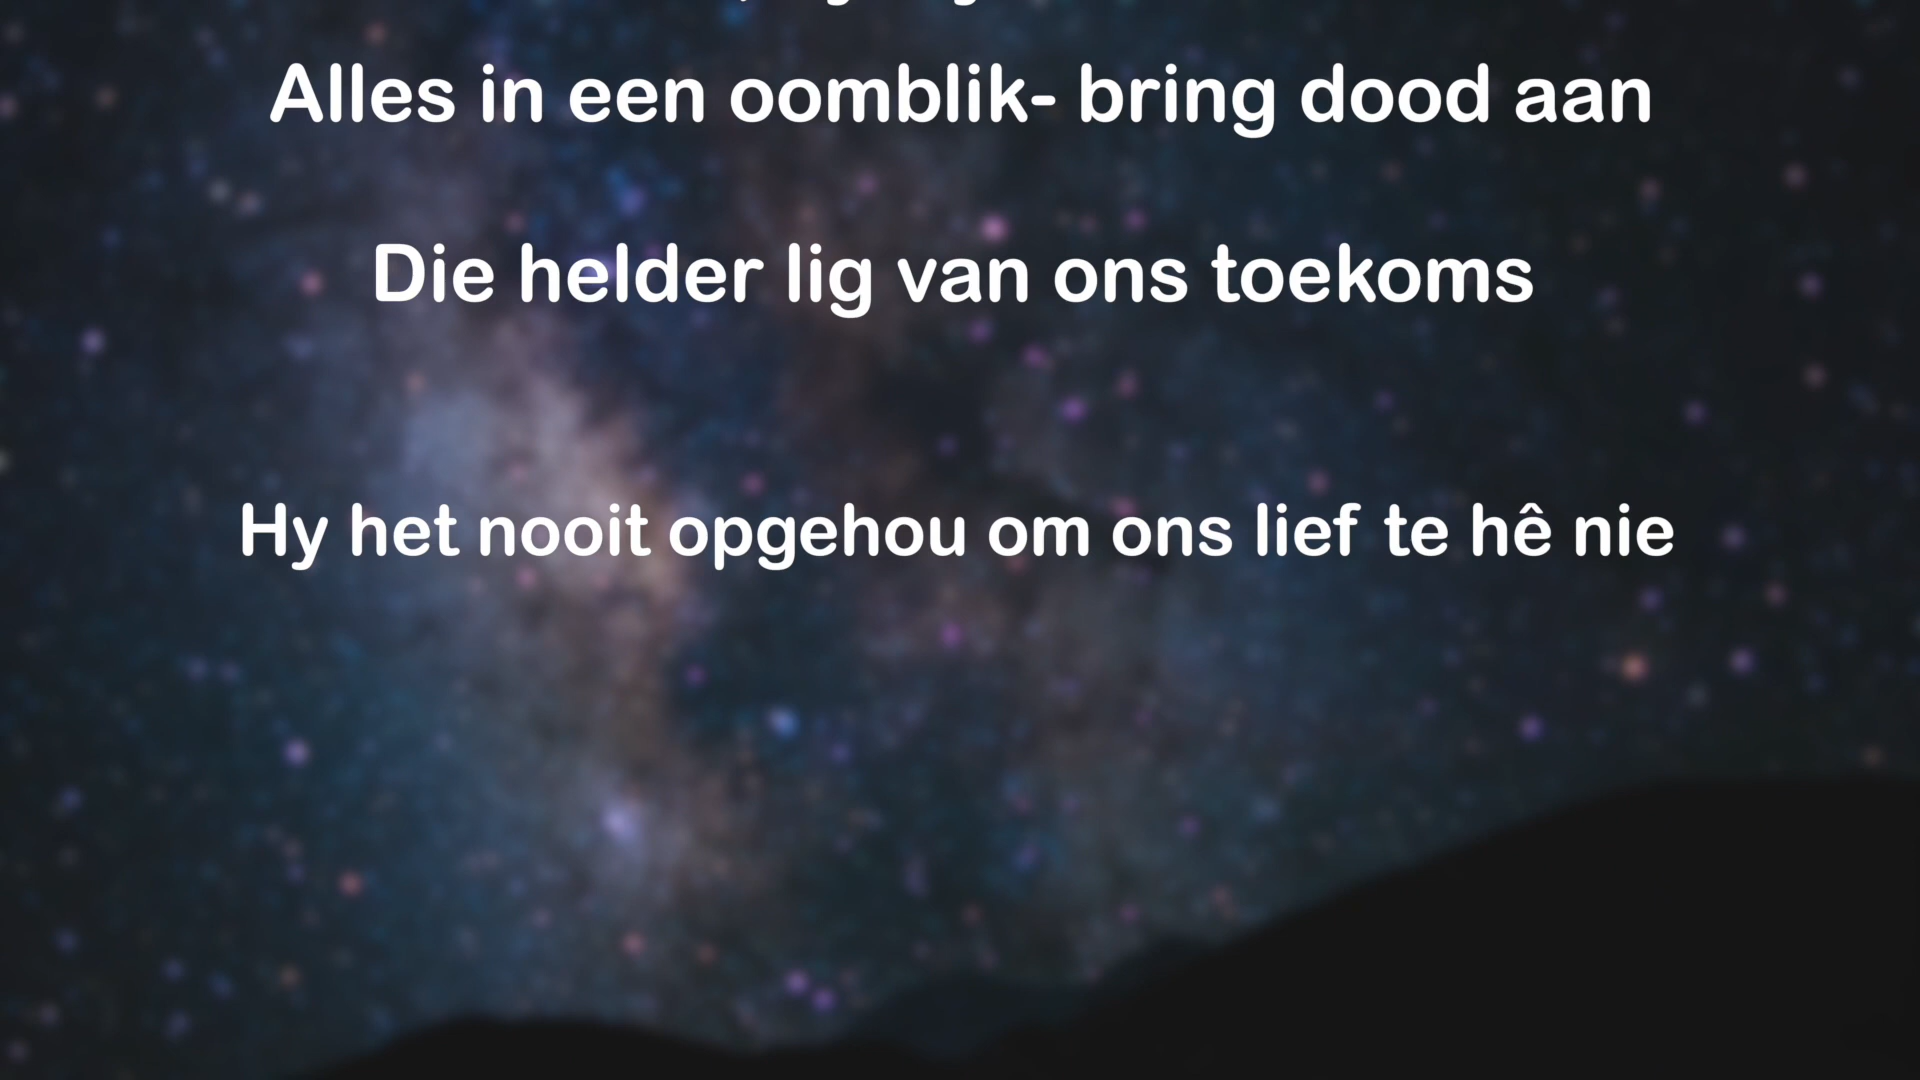 Alles in een oomblik- bring dood aan
Die helder lig van ons toekoms
Hy het nooit opgehou om ons lief te hê nie